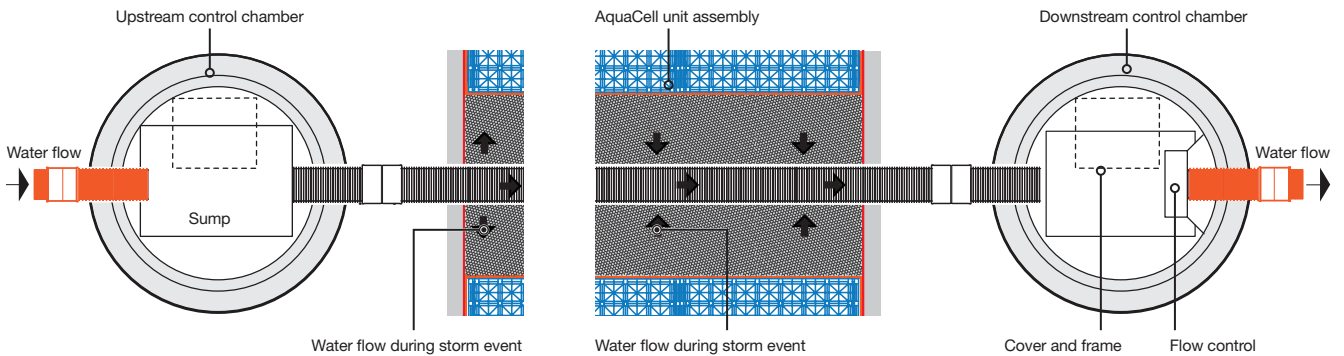 Upstream control chamber
AquaCell unit assembly
Downstream control chamber
Water flow
Water flow
Sump
Water flow during storm event
Water flow during storm event
Cover and frame
Flow control